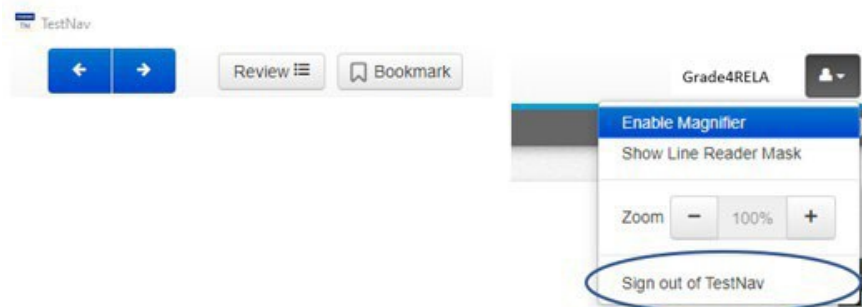 TestNav
Review Bookmark
Grade4RELA
Enable Magnifier
Show Line Reader Mask
Zoom − 100% +
Sign out of TestNav